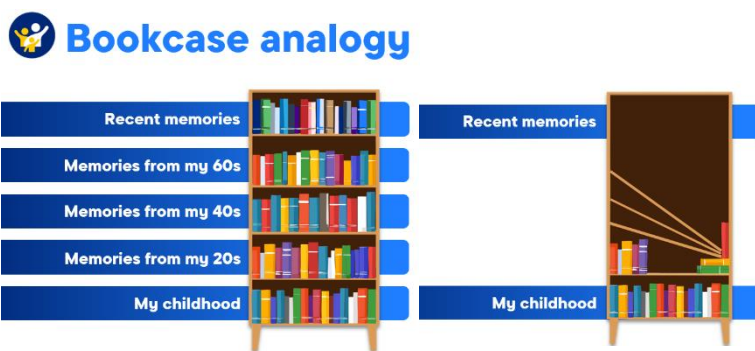 Bookcase analogy
Recent memories
Memories from my 60s
Memories from my 40s
Memories from my 20s
My childhood
Recent memories
My childhood